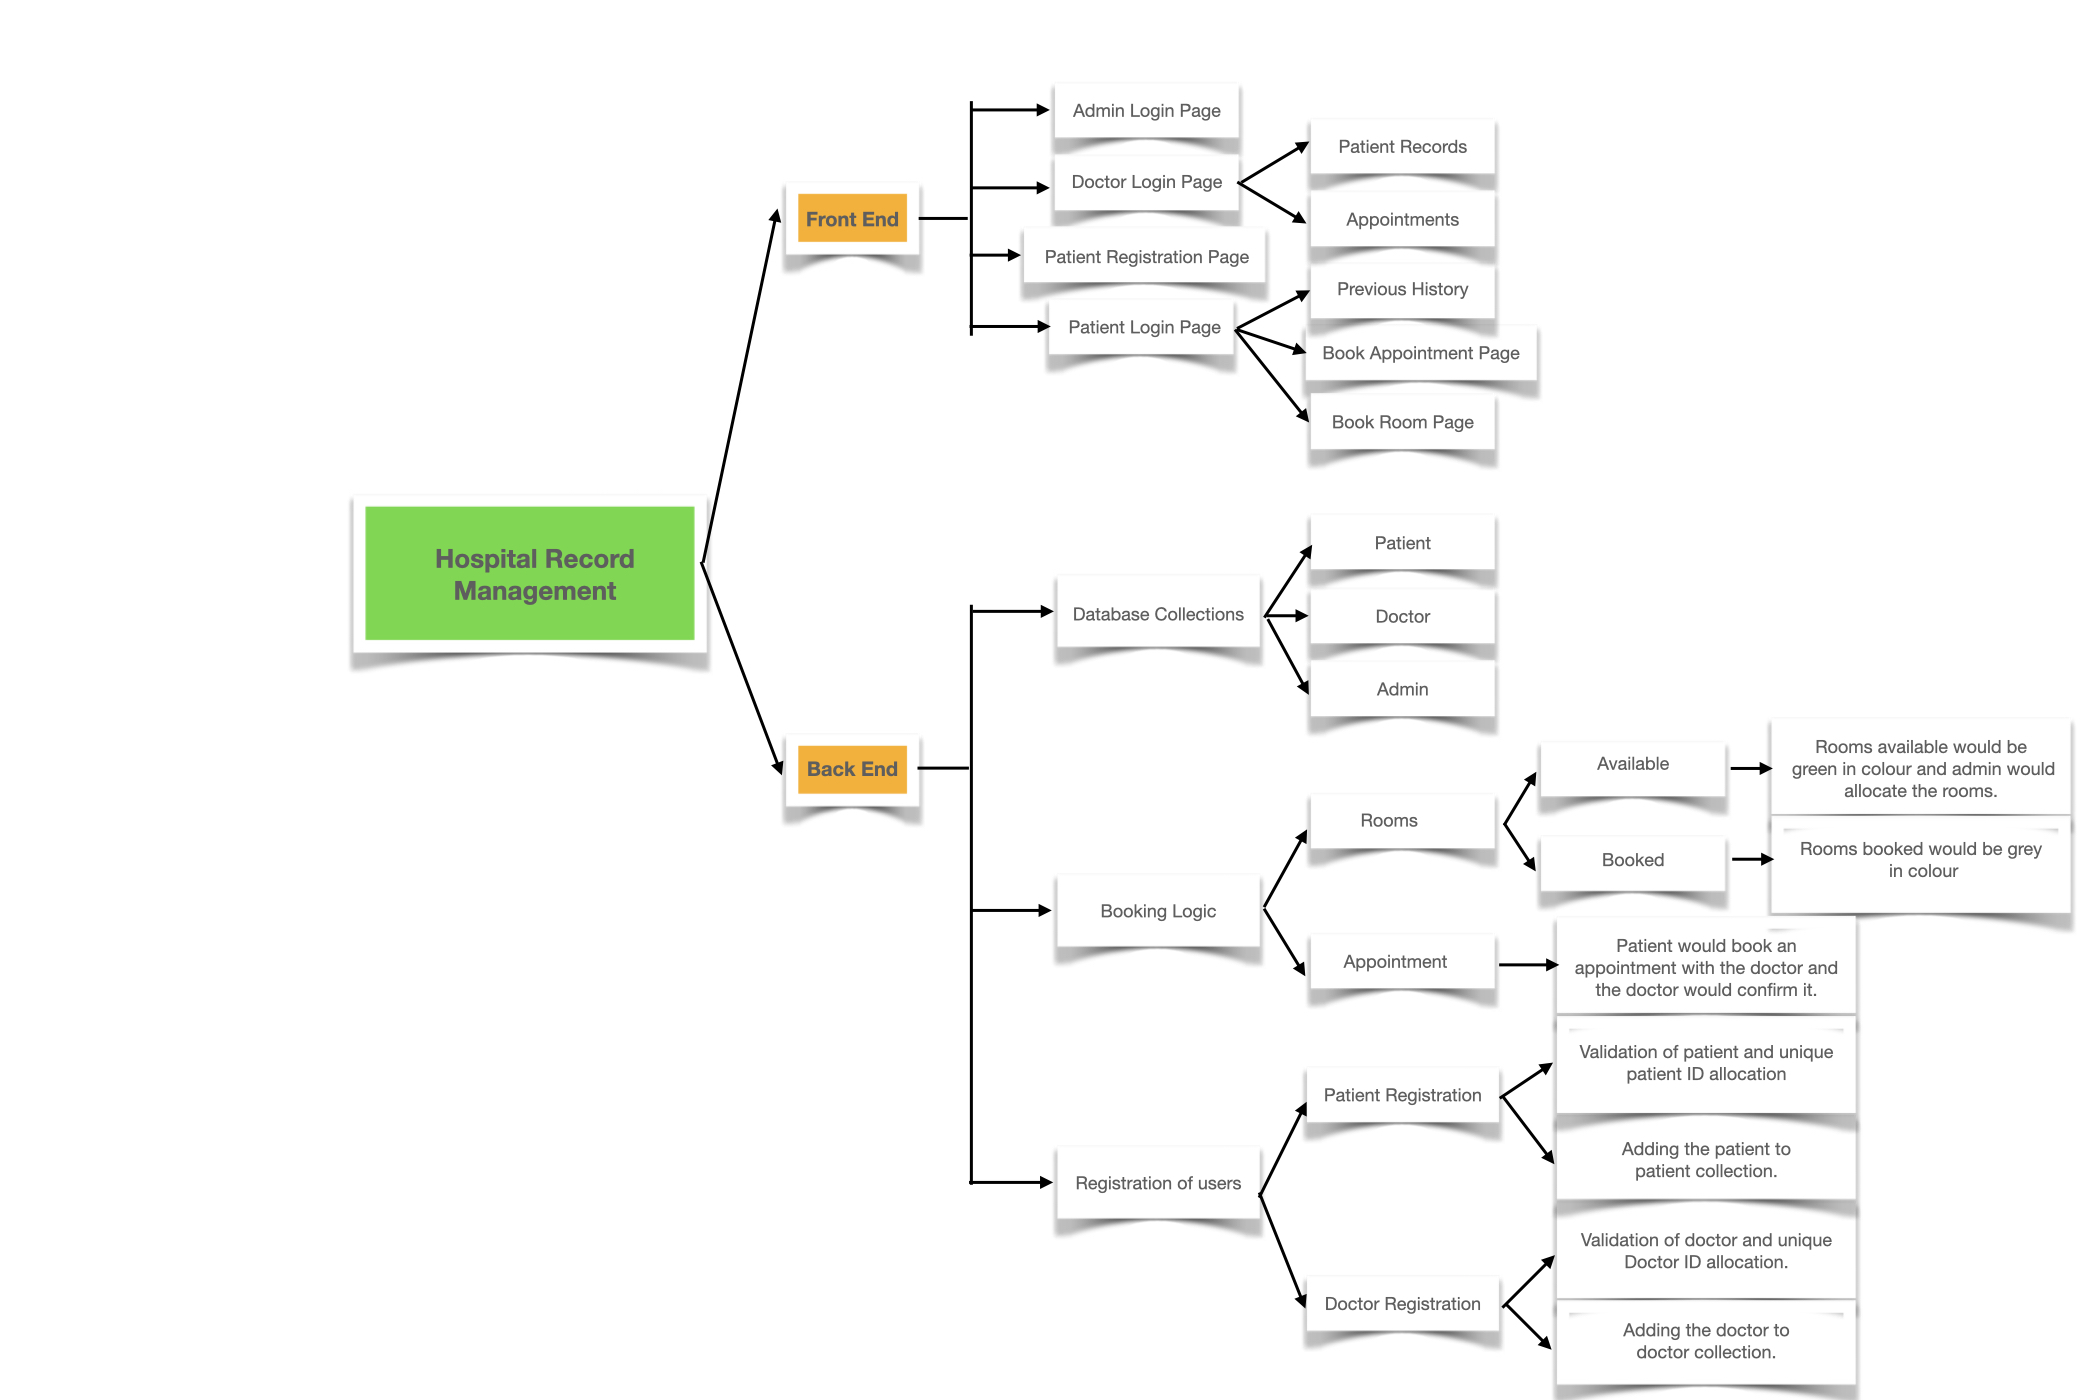 Hospital Record
Management
Front End
Admin Login Page
Doctor Login Page
Patient Records
Appointments
Patient Registration Page
Patient Login Page
Previous History
Book Appointment Page
Book Room Page
Back End
Database Collections
Patient
Doctor
Admin
Booking Logic
Rooms
Available
Rooms available would be
green in colour and admin would
allocate the rooms.
Booked
Rooms booked would be grey
in colour
Appointment
Patient would book an
appointment with the doctor and
the doctor would confirm it.
Registration of users
Patient Registration
Validation of patient and unique
patient ID allocation
Adding the patient to
patient collection.
Doctor Registration
Validation of doctor and unique
Doctor ID allocation.
Adding the doctor to
doctor collection.